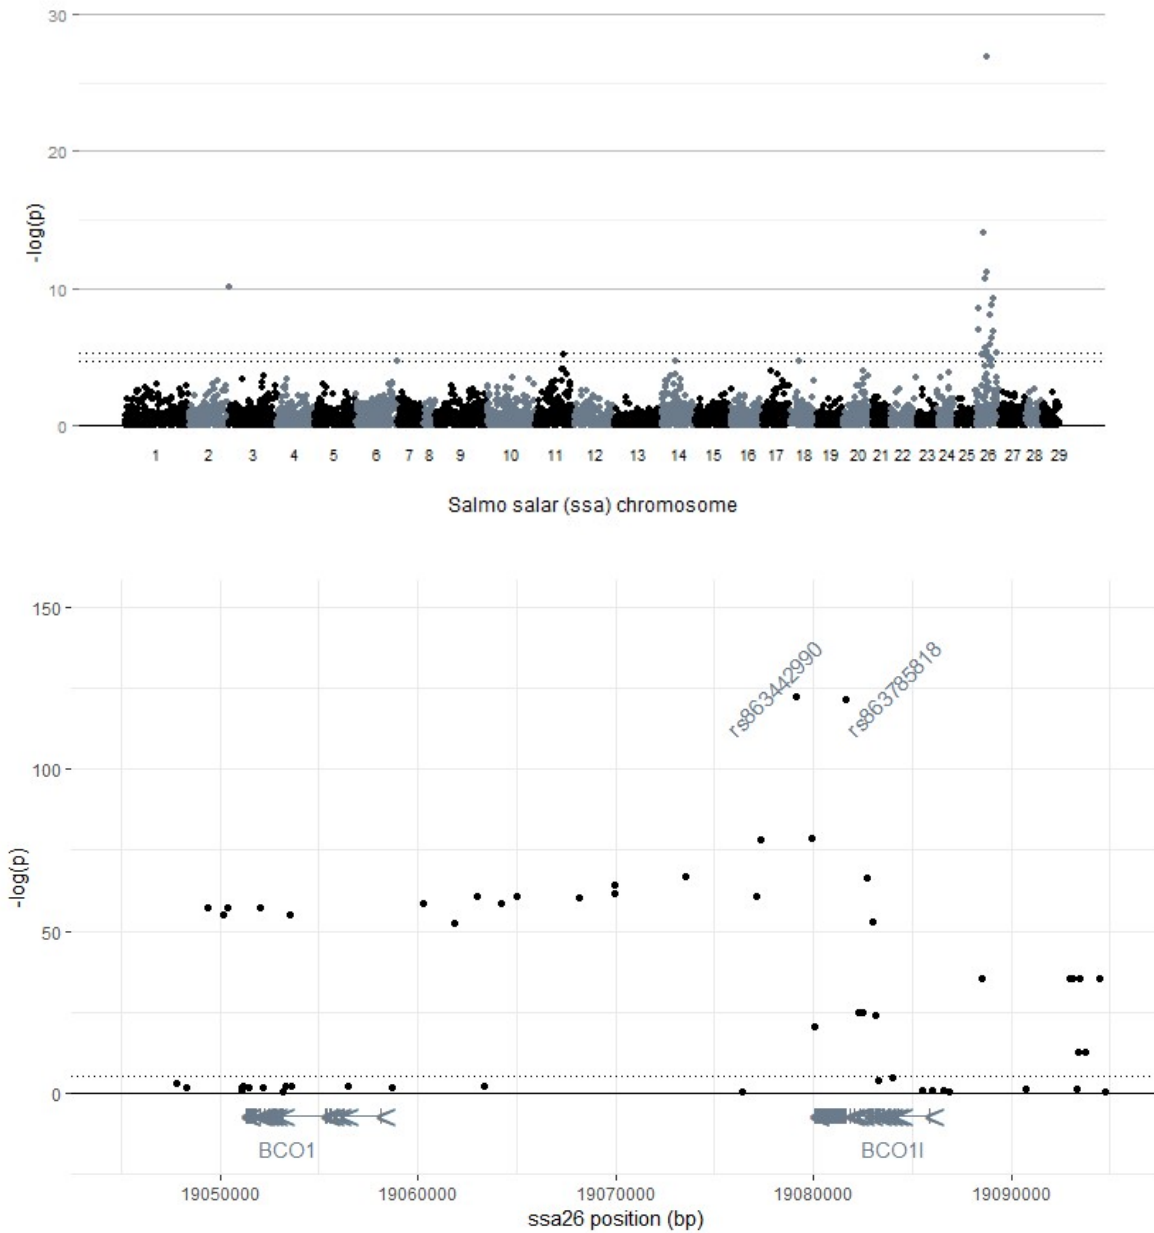 30
20
10
0
-log(p)
1 2 3 4 5 6 7 8 9 10 11 12 13 14 15 16 17 18 19 20 21 22 23 24 25 26 27 28 29
Salmo salar (ssa) chromosome
150
100
50
0
-log(p)
rs863442990
rs863785818
BCO1
BCO1l
19050000 19060000 19070000 19080000 19090000
ssa26 position (bp)